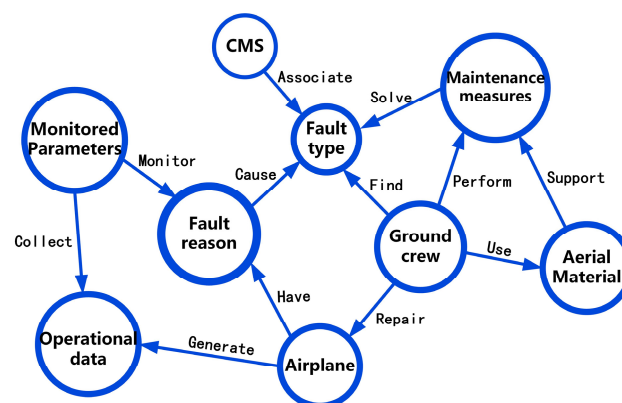 CMS
Associate
Maintenance
measures
Solve
Monitored
Parameters
Fault
type
Monitor
Cause
Find
Perform
Support
Fault
reason
Ground
crew
Use
Aerial
Material
Collect
Have
Repair
Operational
data
Generate
Airplane